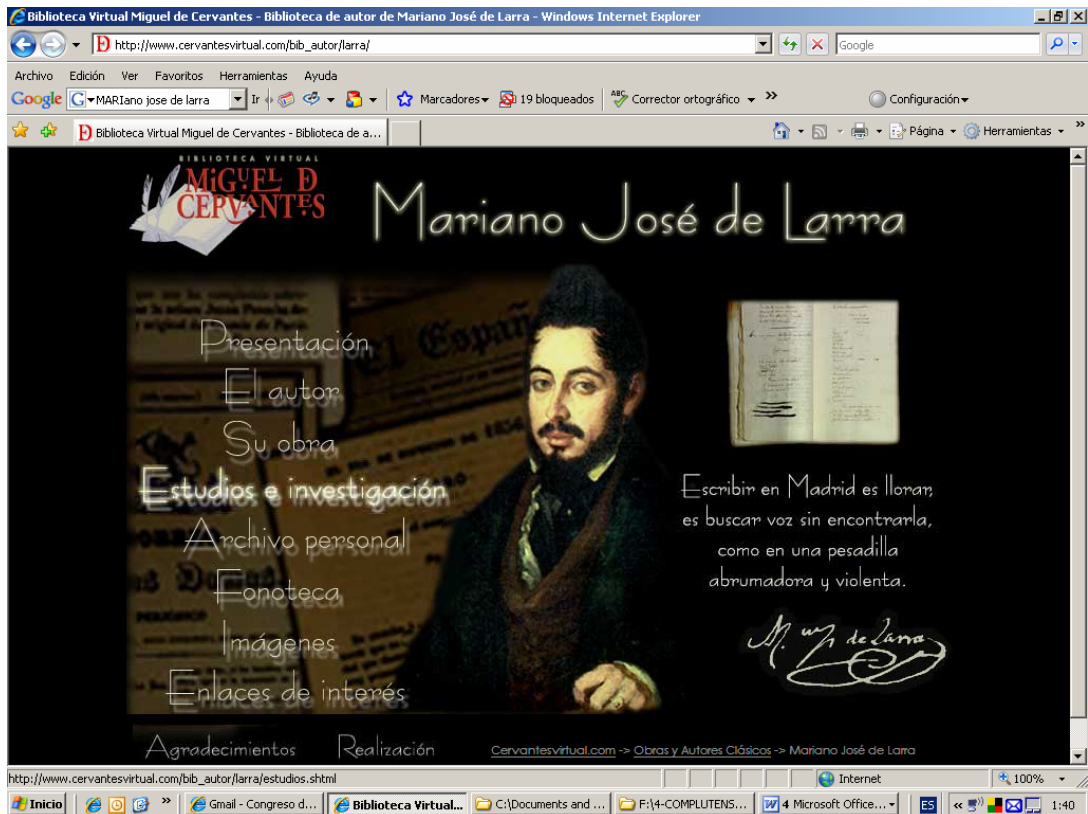 Biblioteca Virtual Miguel de Cervantes - Biblioteca de autor de Mariano José de Larra - Windows Internet Explorer
http://www.cervantesvirtual.com/bib_autor/larra/
Google
Archivo Edición Ver Favoritos Herramientas Ayuda
Google MARIano jose de larra Ir Marcadores 19 bloqueados ABC Corrector ortográfico » Configuración
Biblioteca Virtual Miguel de Cervantes - Biblioteca de a... Página Herramientas »
BIBLIOTECA VIRTUAL
MIGUEL D
CERVANTES
Mariano José de Larra
El Español
Presentación
El autor
Su obra
Estudios e investigación
Archivo personal
Fonoteca
Imágenes
Enlaces de interés
Escribir en Madrid es llorar,
es buscar voz sin encontrarla,
como en una pesadilla
abrumadora y violenta.
de Larra
Agradecimientos Realización Cervantesvirtual.com -> Obras y Autores Clásicos -> Mariano José de Larra
http://www.cervantesvirtual.com/bib_autor/larra/estudios.shtml Internet 100%
Inicio » Gmail - Congreso d... Biblioteca Virtual... C:\Documents and ... F:\4-COMPLUTENS... 4 Microsoft Office... ES « 1:40